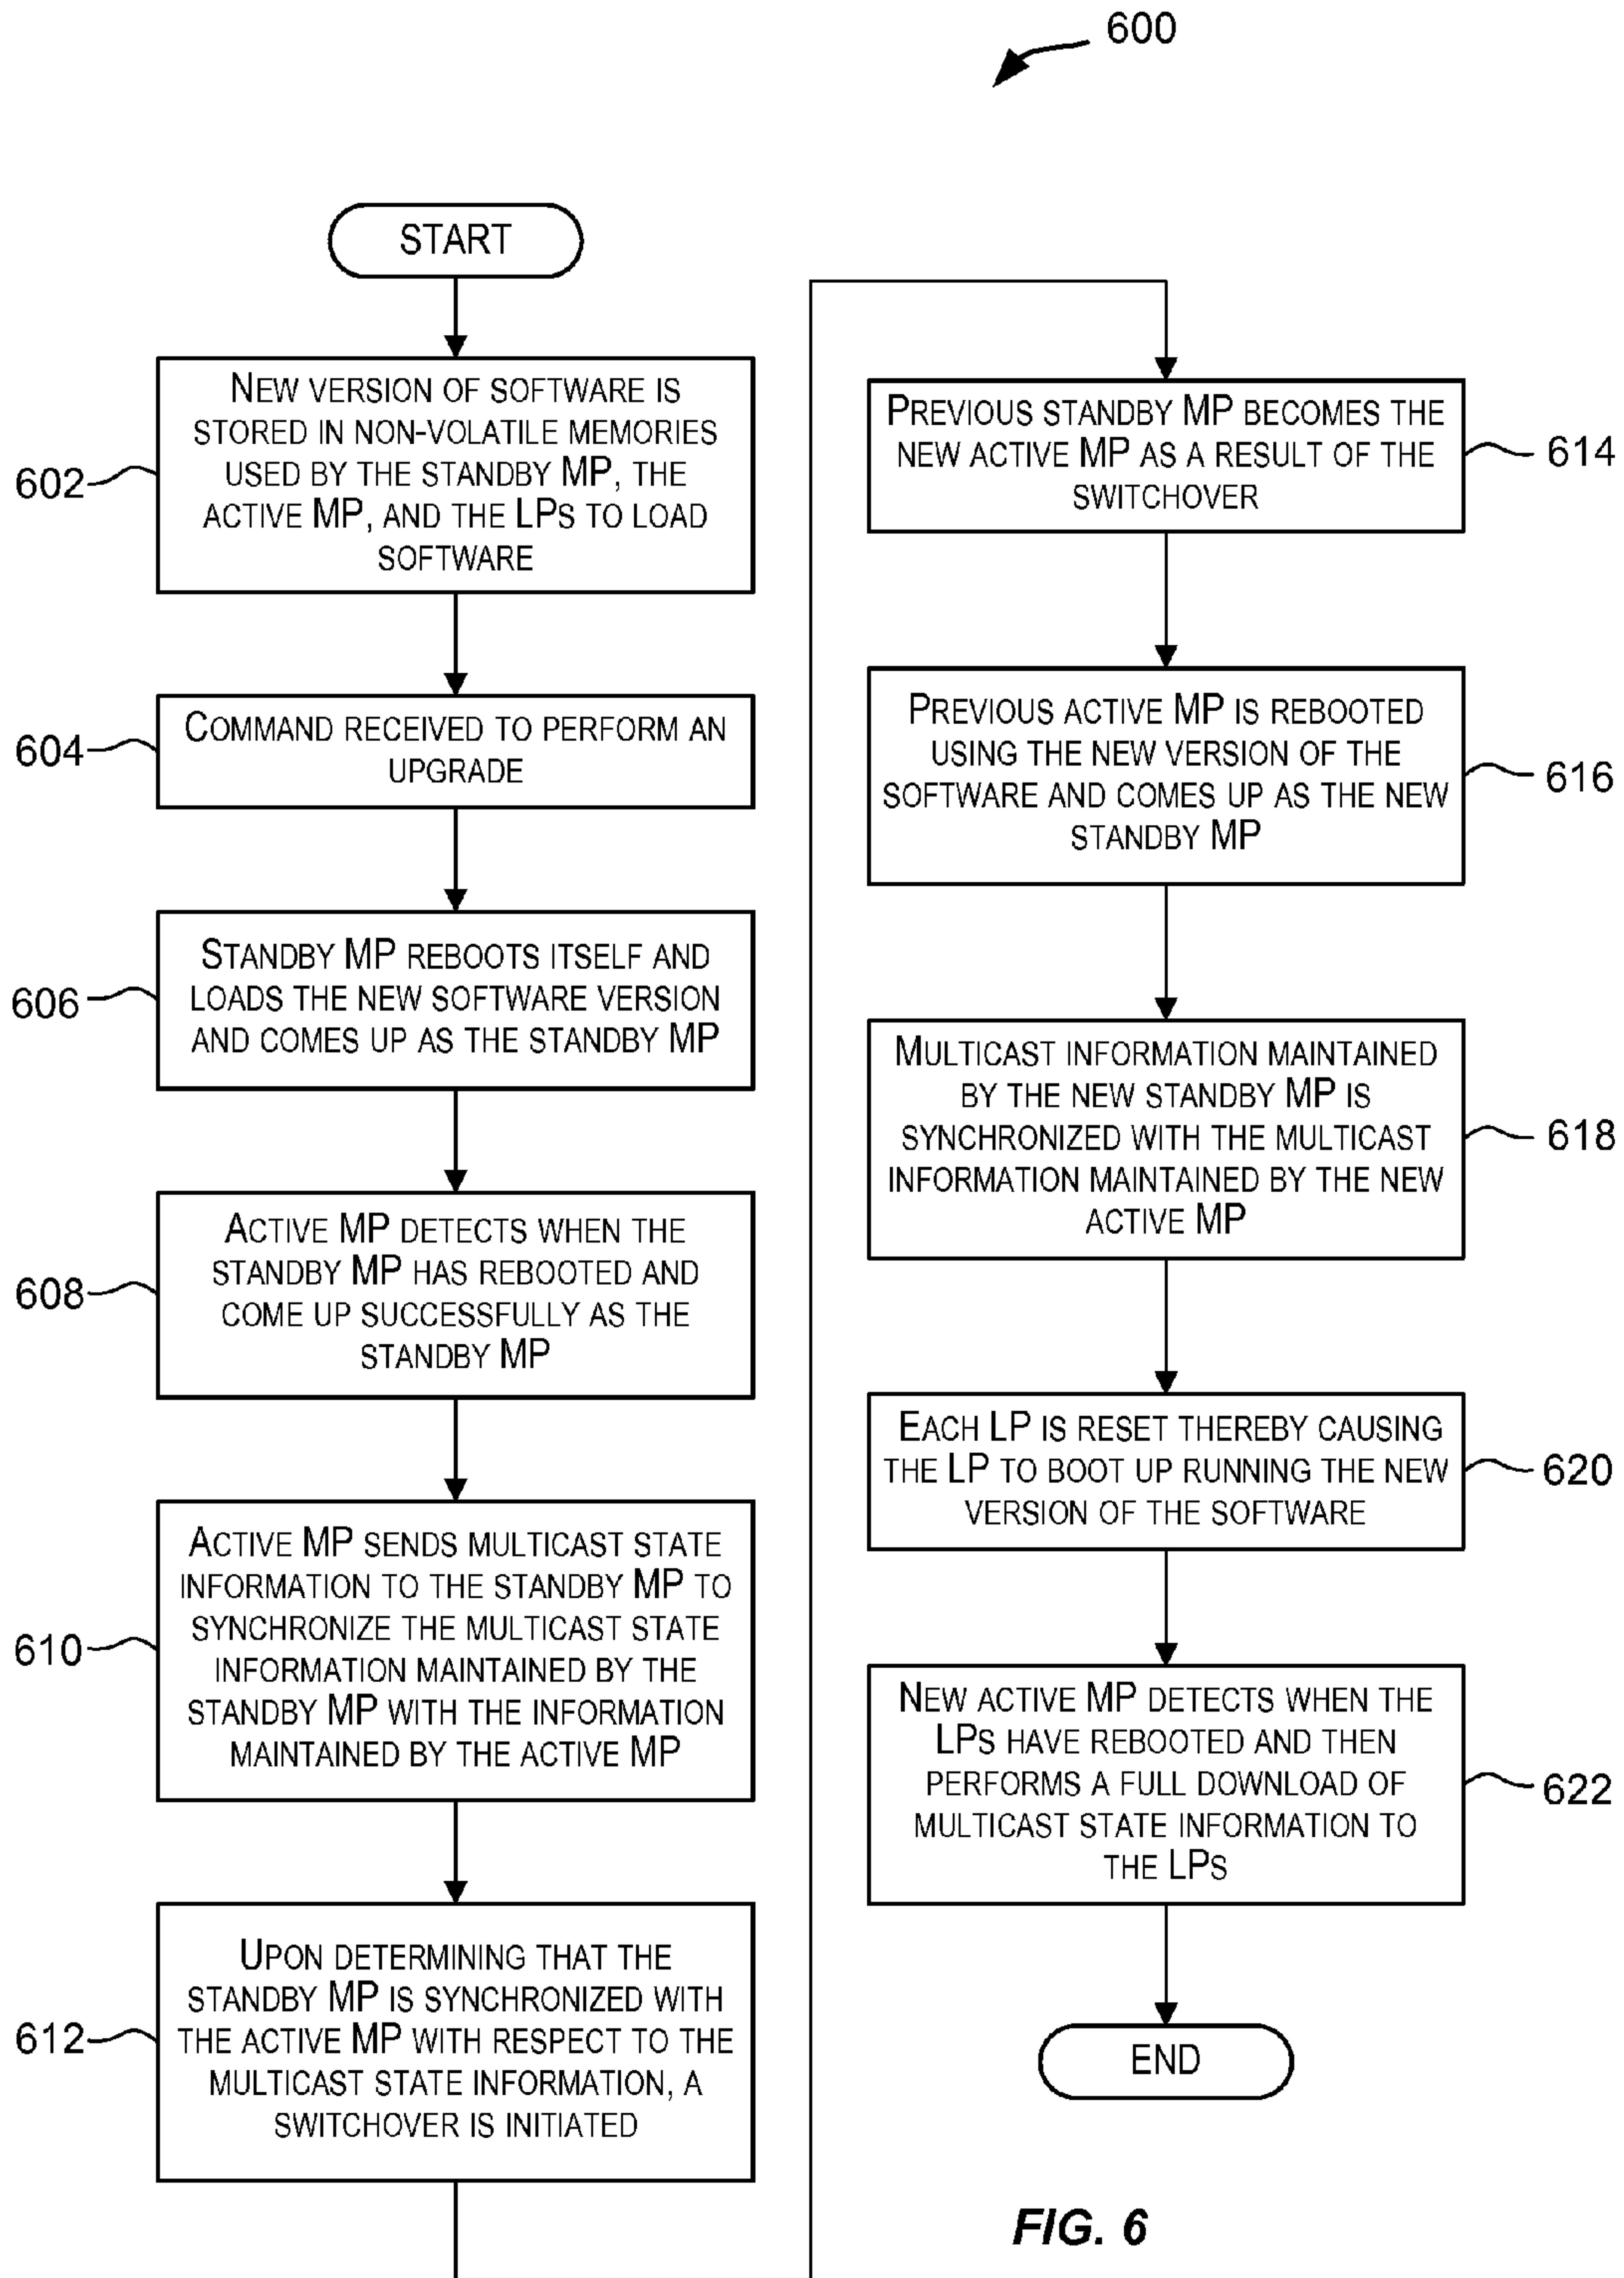 600
START
602
NEW VERSION OF SOFTWARE IS
STORED IN NON-VOLATILE MEMORIES
USED BY THE STANDBY MP, THE
ACTIVE MP, AND THE LPS TO LOAD
SOFTWARE
604
COMMAND RECEIVED TO PERFORM AN
UPGRADE
606
STANDBY MP REBOOTS ITSELF AND
LOADS THE NEW SOFTWARE VERSION
AND COMES UP AS THE STANDBY MP
608
ACTIVE MP DETECTS WHEN THE
STANDBY MP HAS REBOOTED AND
COME UP SUCCESSFULLY AS THE
STANDBY MP
610
ACTIVE MP SENDS MULTICAST STATE
INFORMATION TO THE STANDBY MP TO
SYNCHRONIZE THE MULTICAST STATE
INFORMATION MAINTAINED BY THE
STANDBY MP WITH THE INFORMATION
MAINTAINED BY THE ACTIVE MP
612
UPON DETERMINING THAT THE
STANDBY MP IS SYNCHRONIZED WITH
THE ACTIVE MP WITH RESPECT TO THE
MULTICAST STATE INFORMATION, A
SWITCHOVER IS INITIATED
PREVIOUS STANDBY MP BECOMES THE
NEW ACTIVE MP AS A RESULT OF THE
SWITCHOVER
614
PREVIOUS ACTIVE MP IS REBOOTED
USING THE NEW VERSION OF THE
SOFTWARE AND COMES UP AS THE NEW
STANDBY MP
616
MULTICAST INFORMATION MAINTAINED
BY THE NEW STANDBY MP IS
SYNCHRONIZED WITH THE MULTICAST
INFORMATION MAINTAINED BY THE NEW
ACTIVE MP
618
EACH LP IS RESET THEREBY CAUSING
THE LP TO BOOT UP RUNNING THE NEW
VERSION OF THE SOFTWARE
620
NEW ACTIVE MP DETECTS WHEN THE
LPS HAVE REBOOTED AND THEN
PERFORMS A FULL DOWNLOAD OF
MULTICAST STATE INFORMATION TO
THE LPS
622
END
FIG. 6